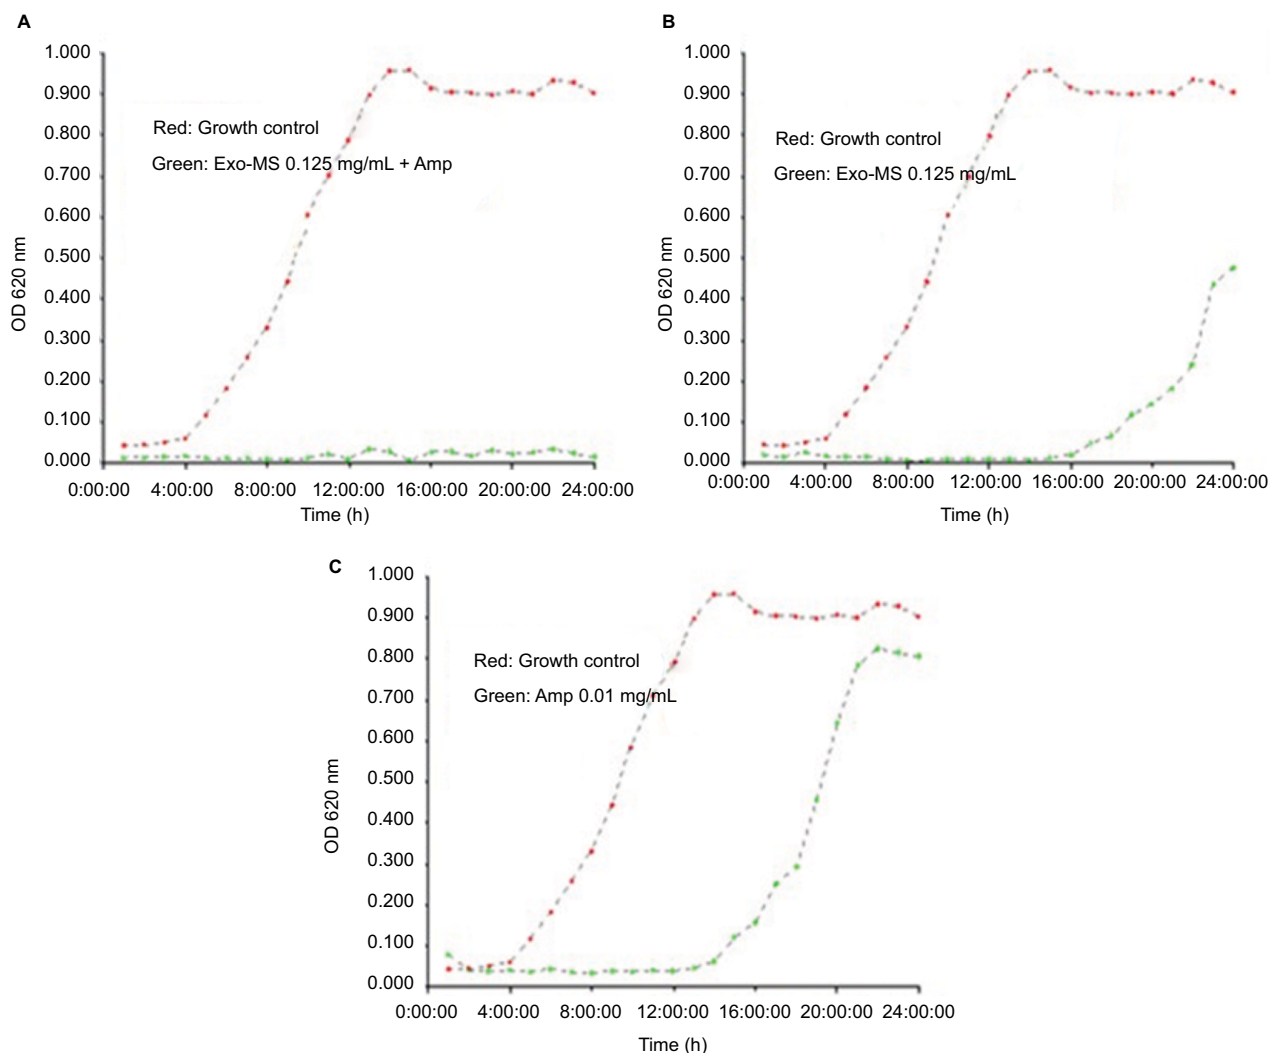 A
1.000
0.900
0.800
0.700
0.600
0.500
0.400
0.300
0.200
0.100
0.000
OD 620 nm
Red: Growth control
Green: Exo-MS 0.125 mg/mL + Amp
0:00:00 4:00:00 8:00:00 12:00:00 16:00:00 20:00:00 24:00:00
Time (h)
B
1.000
0.900
0.800
0.700
0.600
0.500
0.400
0.300
0.200
0.100
0.000
OD 620 nm
Red: Growth control
Green: Exo-MS 0.125 mg/mL
0:00:00 4:00:00 8:00:00 12:00:00 16:00:00 20:00:00 24:00:00
Time (h)
C
1.000
0.900
0.800
0.700
0.600
0.500
0.400
0.300
0.200
0.100
0.000
OD 620 nm
Red: Growth control
Green: Amp 0.01 mg/mL
0:00:00 4:00:00 8:00:00 12:00:00 16:00:00 20:00:00 24:00:00
Time (h)